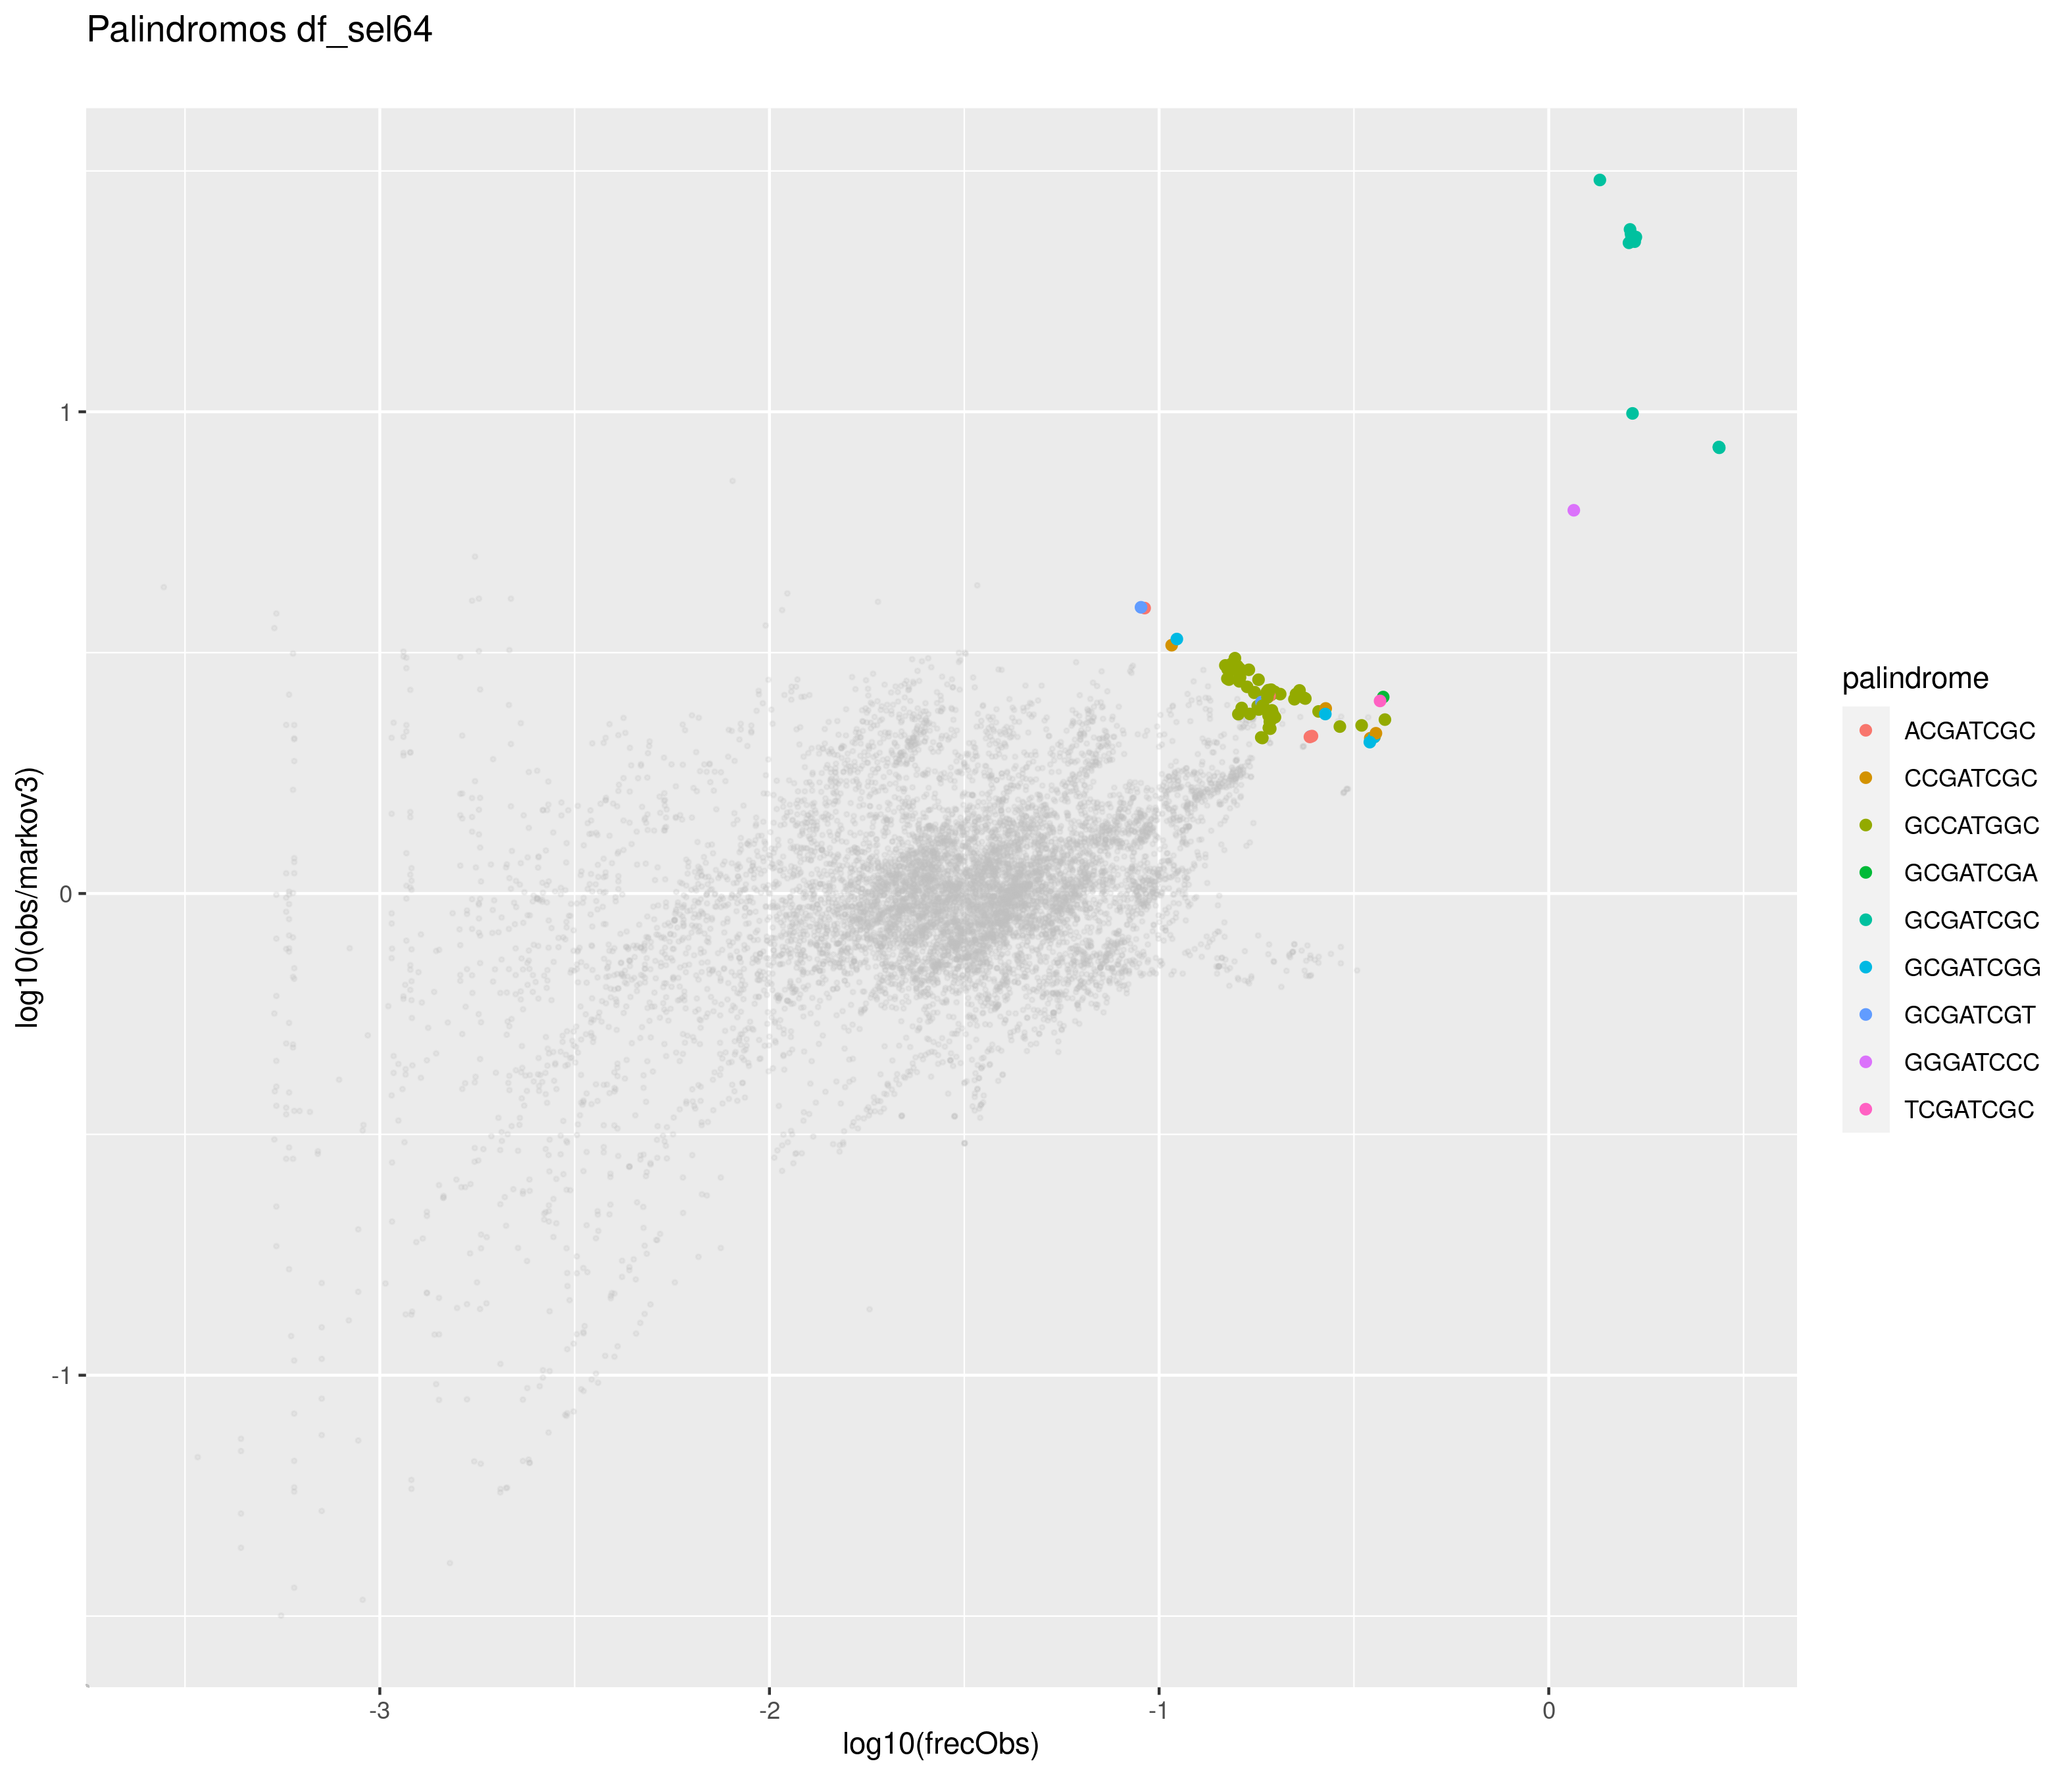 Palindromos df_sel64
log10(obs/markov3)
1
0
-1
-3
-2
-1
0
log10(frecObs)
palindrome
ACGATCGC
CCGATCGC
GCCATGGC
GCGATCGA
GCGATCGC
GCGATCGG
GCGATCGT
GGGATCCC
TCGATCGC